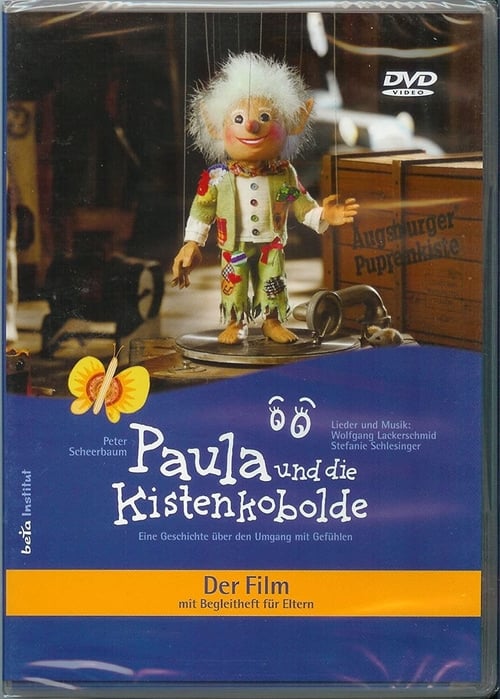 DVD
VIDEO
Augsburger
Puppenkiste
Peter
Scheerbaum
Lieder und Musik:
Wolfgang Lackerschmid
Stefanie Schlesinger
Paula und die
Kistenkobolde
Eine Geschichte über den Umgang mit Gefühlen
beta Institut
Der Film
mit Begleitheft für Eltern